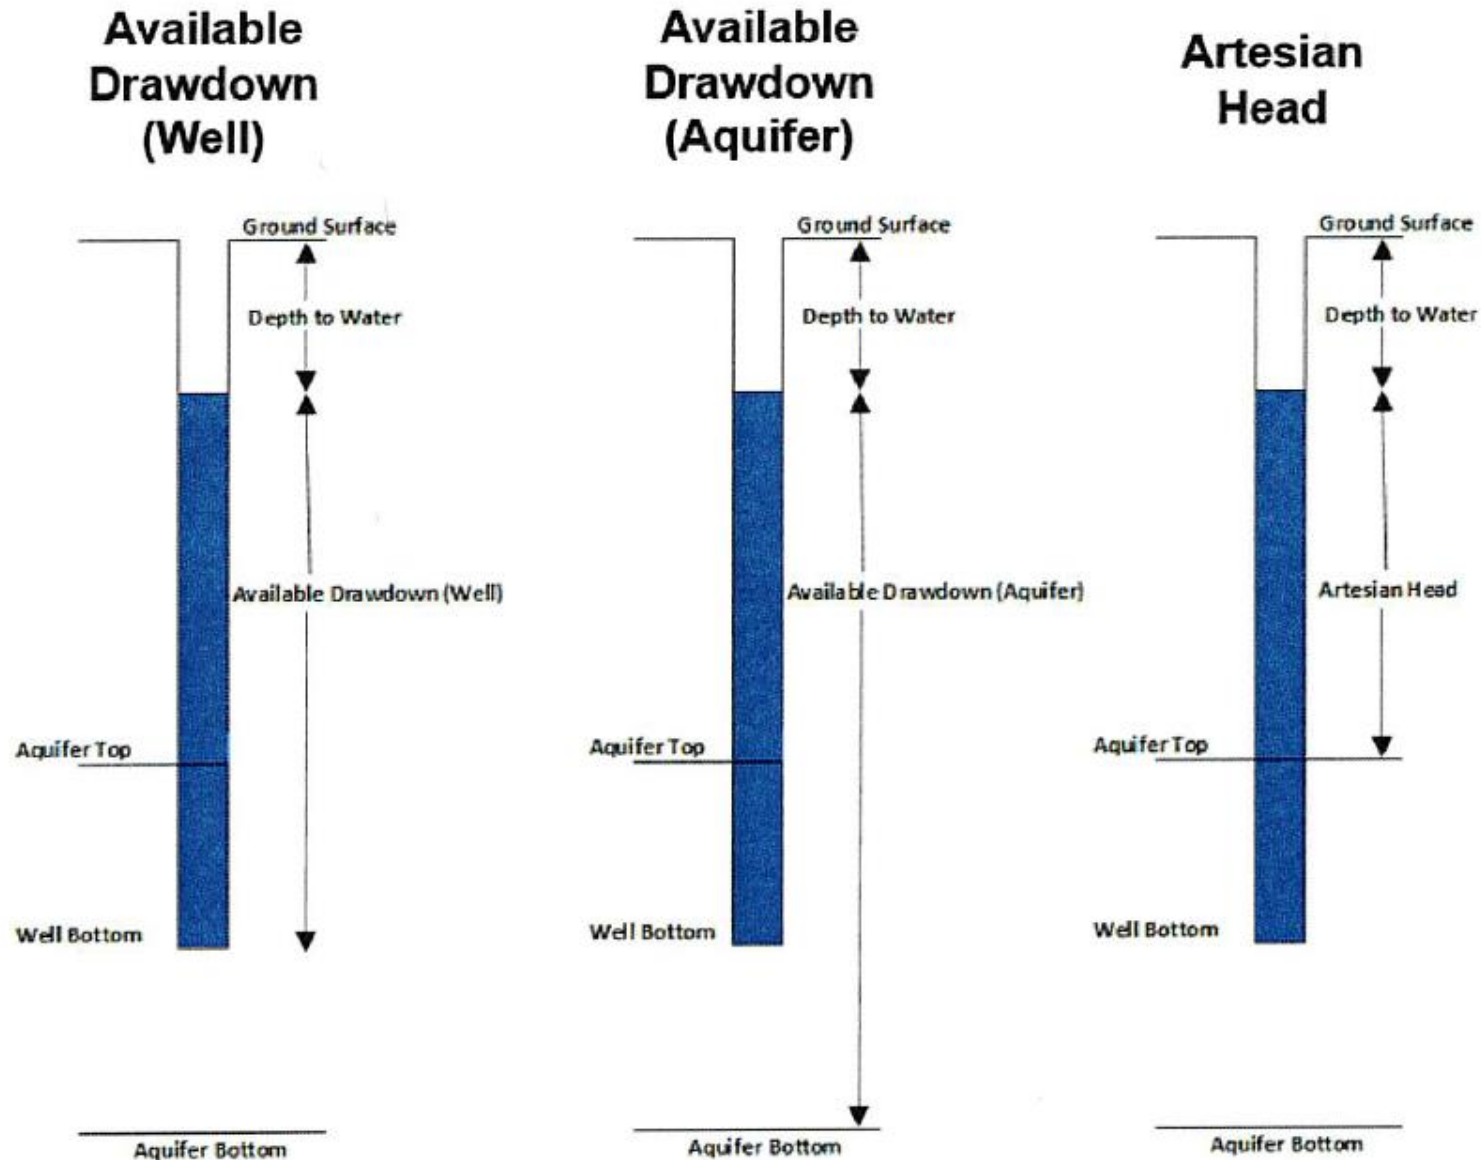 Available
Drawdown
(Well)
Ground Surface
Depth to Water
Available Drawdown (Well)
Aquifer Top
Well Bottom
Aquifer Bottom
Available
Drawdown
(Aquifer)
Ground Surface
Depth to Water
Available Drawdown (Aquifer)
Aquifer Top
Well Bottom
Aquifer Bottom
Artesian
Head
Ground Surface
Depth to Water
Artesian Head
Aquifer Top
Well Bottom
Aquifer Bottom